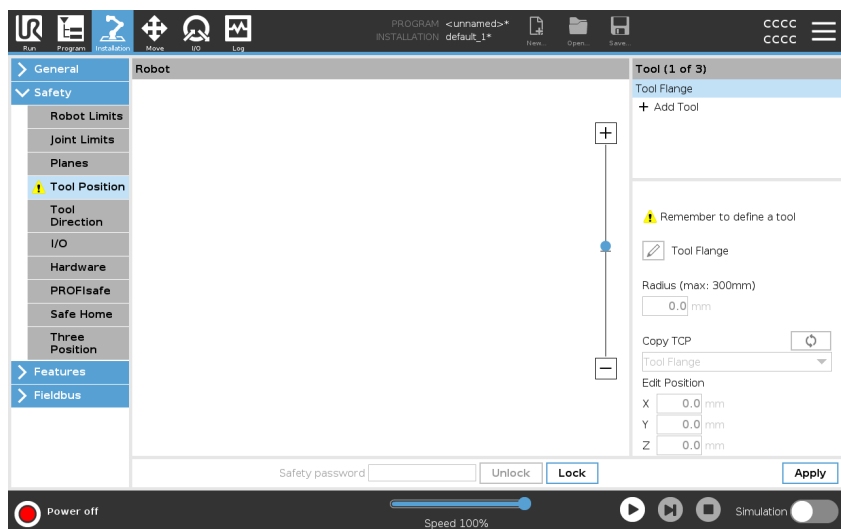 PROGRAM <unnamed>*
INSTALLATION default_1*
CCCC
CCCC
Run Program Installation Move I/O Log New... Open... Save...
General
Safety
Robot Limits
Joint Limits
Planes
Tool Position
Tool
Direction
I/O
Hardware
PROFIsafe
Safe Home
Three
Position
Features
Fieldbus
Robot
Tool (1 of 3)
Tool Flange
+ Add Tool
Remember to define a tool
Tool Flange
Radius (max: 300mm)
0.0 mm
Copy TCP
Tool Flange
Edit Position
X 0.0 mm
Y 0.0 mm
Z 0.0 mm
Safety password Unlock Lock Apply
Power off
Speed 100%
Simulation